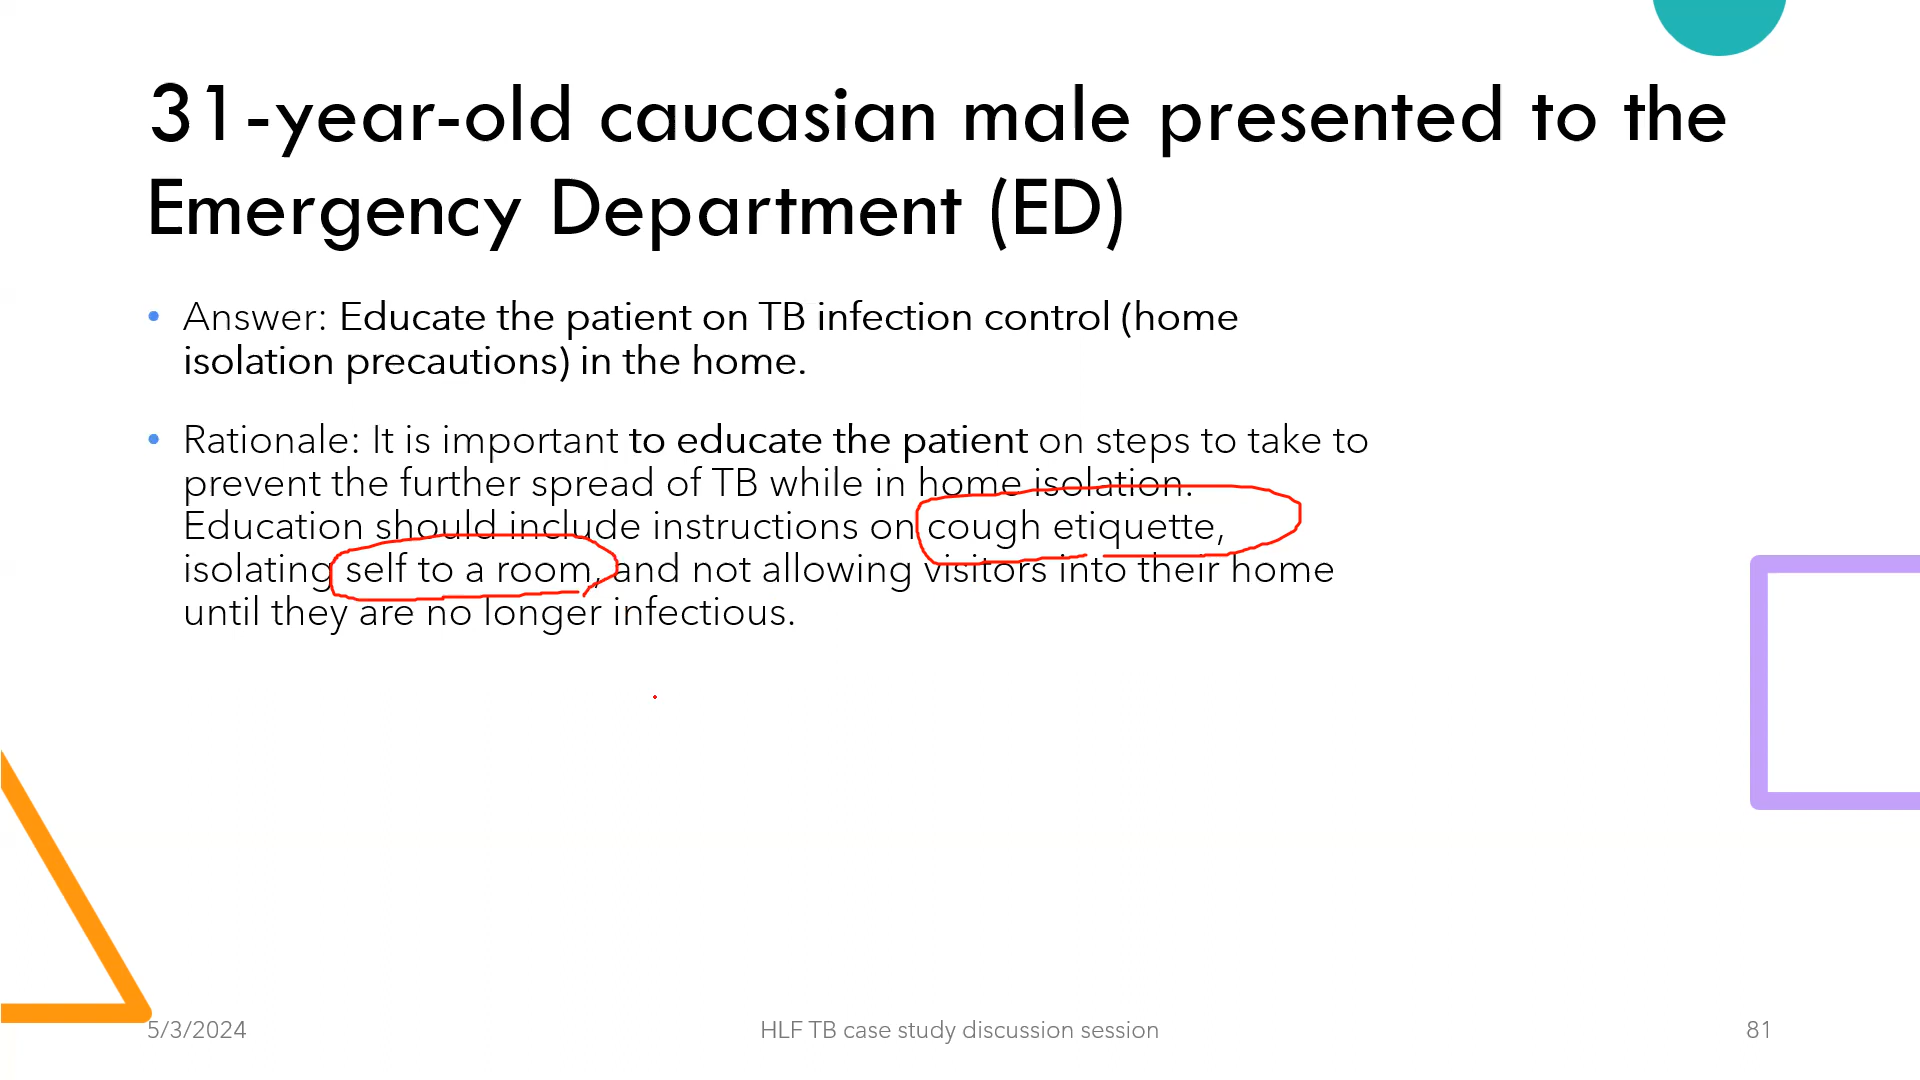 31-year-old caucasian male presented to the
Emergency Department (ED)
• Answer: Educate the patient on TB infection control (home
isolation precautions) in the home.
• Rationale: It is important to educate the patient on steps to take to
prevent the further spread of TB while in home isolation.
Education should include instructions on cough etiquette,
isolating self to a room, and not allowing visitors into their home
until they are no longer infectious.
5/3/2024
HLF TB case study discussion session
81